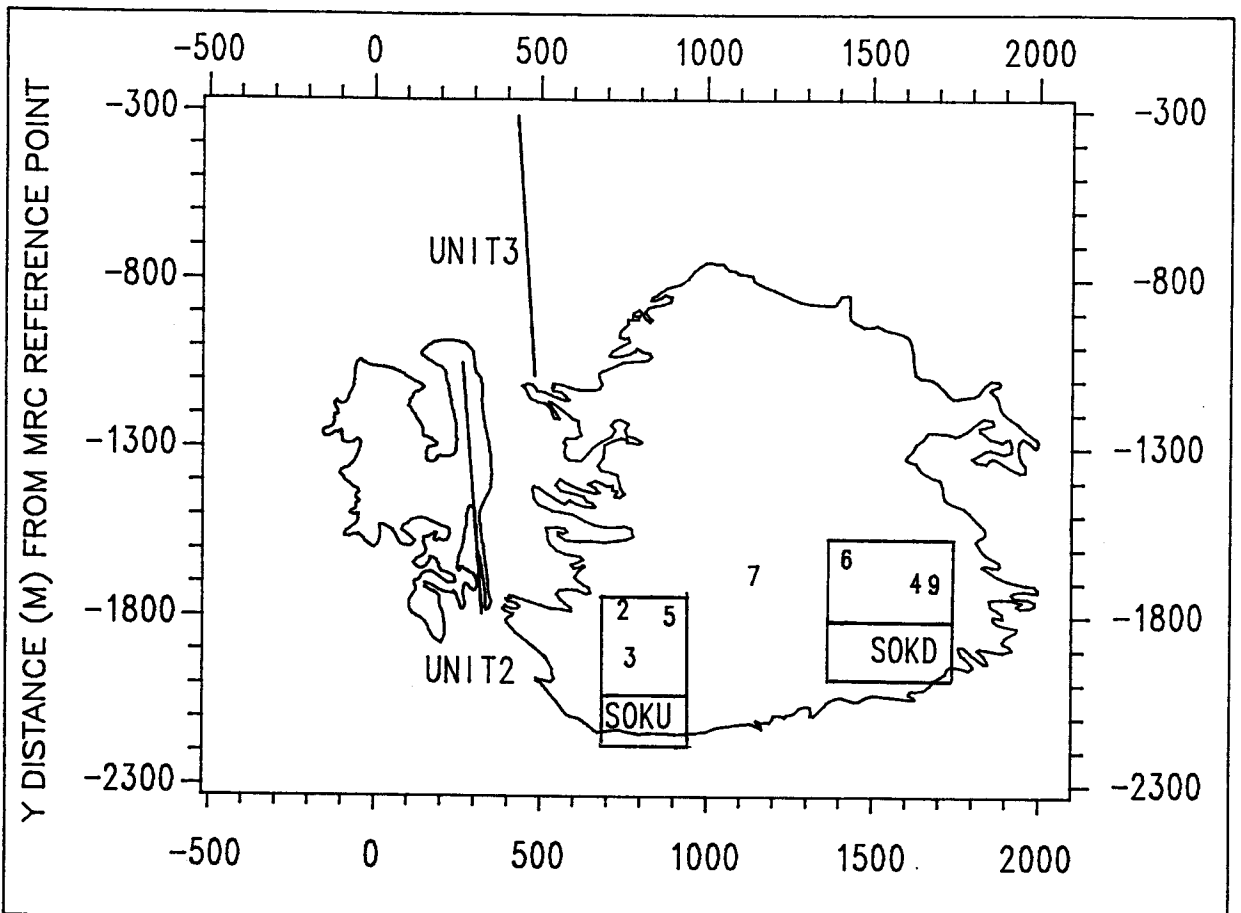 -500 0 500 1000 1500 2000
Y DISTANCE (M) FROM MRC REFERENCE POINT
-300 -300
UNIT3
-800 -800
-1300 -1300
6
7 49
2 5
-1800 -1800
3 SOKD
UNIT2
SOKU
-2300 -2300
-500 0 500 1000 1500 2000